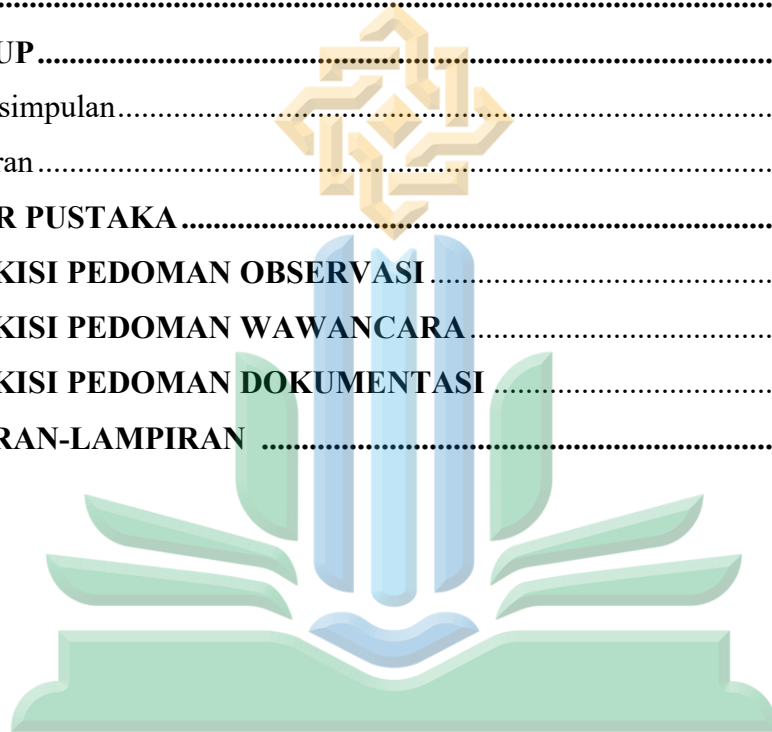 ................................................................................
UP................................................................................
simpulan................................................................................
ran................................................................................
R PUSTAKA................................................................................
KISI PEDOMAN OBSERVASI................................................................
KISI PEDOMAN WAWANCARA............................................................
KISI PEDOMAN DOKUMENTASI ........................................................
RAN-LAMPIRAN ................................................................................